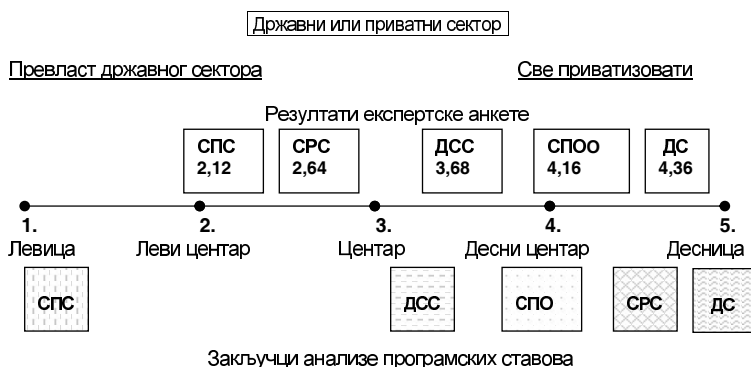 Државни или приватни сектор
Превласт државног сектора Све приватизовати
Резултати експертске анкете
СПС СРС ДСС СПОо ДС
2,12 2,64 3,68 4,16 4,36
1. 2. 3. 4. 5.
Левица Леви центар Центар Десни центар Десница
СПС ДСС СПО СРС ДС
Закључци анализе програмских ставова